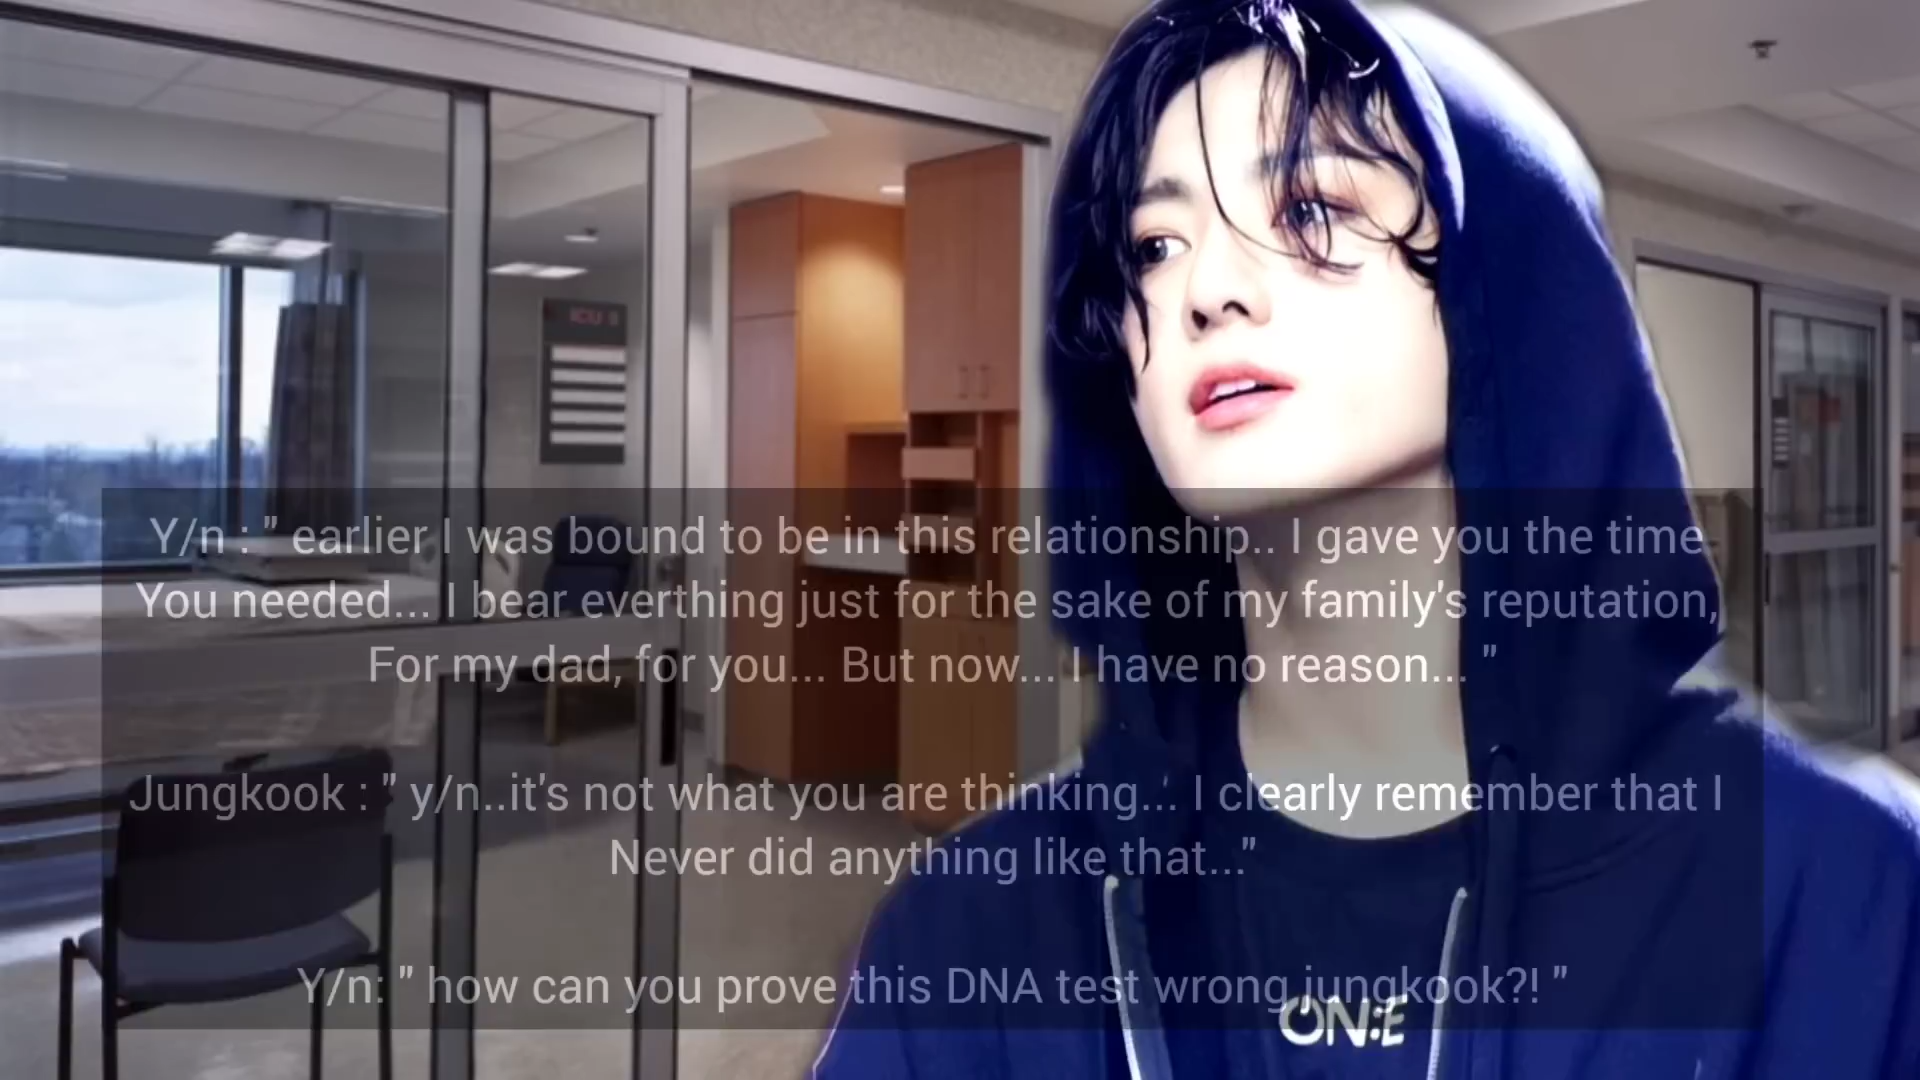 ICU 8
Y/n : " earlier I was bound to be in this relationship.. I gave you the time
You needed... I bear everthing just for the sake of my family's reputation,
For my dad, for you... But now... I have no reason... "
Jungkook : " y/n..it's not what you are thinking... I clearly remember that I
Never did anything like that..."
Y/n: " how can you prove this DNA test wrong jungkook?! "
ON:E